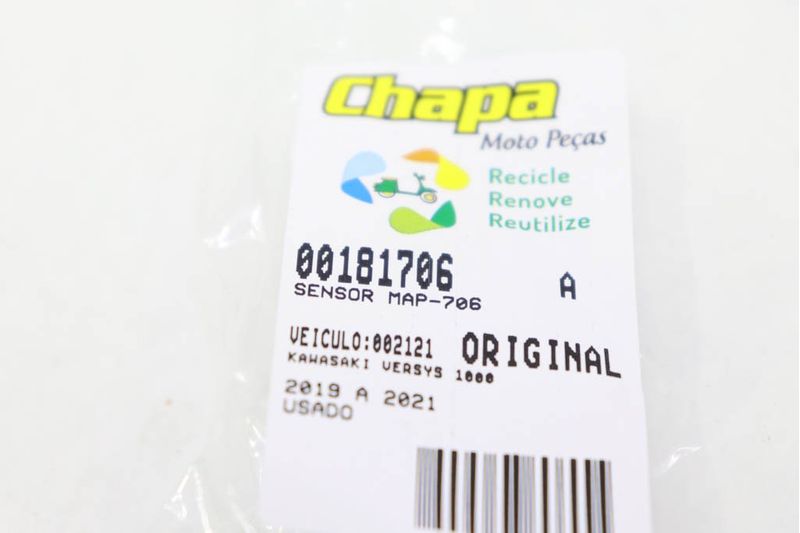 Chapa
Moto Peças
Recicle
Renove
Reutilize
00181706 A
SENSOR MAP-706
VEICULO:002121 ORIGINAL
KAWASAKI VERSYS 1000
2019 A 2021
USADO